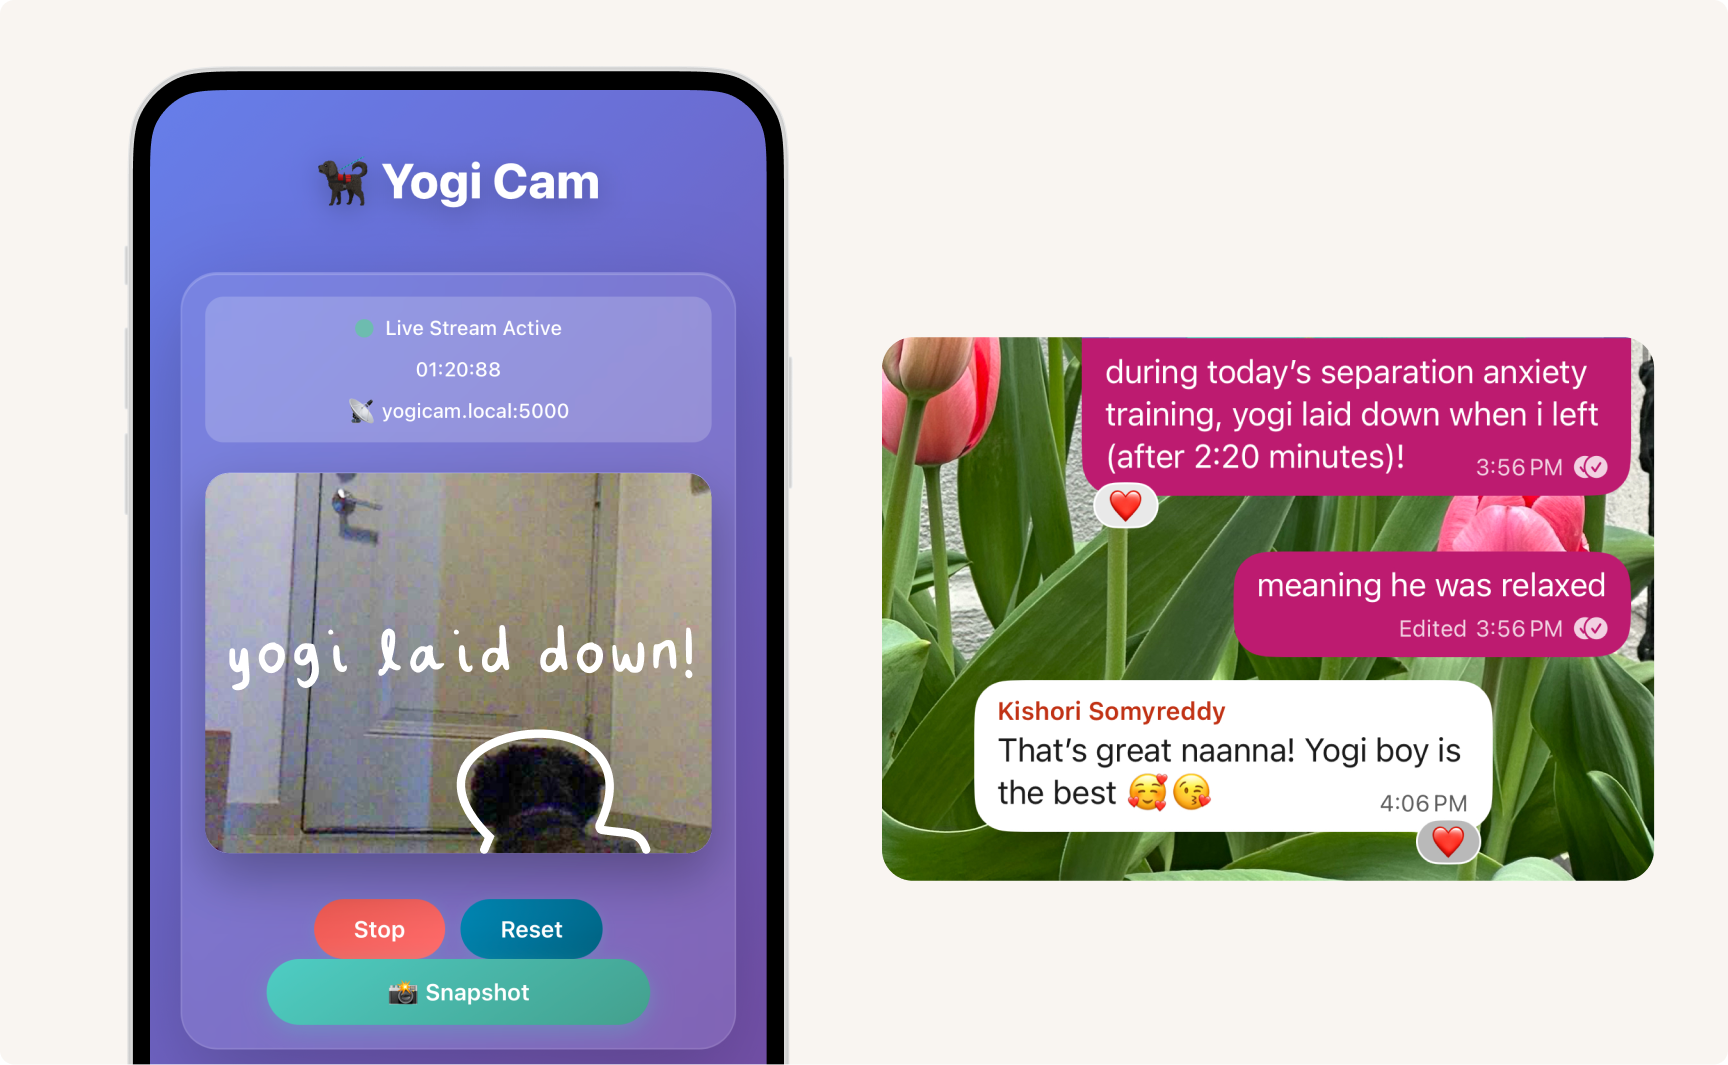 Yogi Cam
Live Stream Active
01:20:88
yogicam.local:5000
yogi laid down!
Stop
Reset
Snapshot
during today’s separation anxiety
training, yogi laid down when i left
(after 2:20 minutes)!
3:56 PM
meaning he was relaxed
Edited 3:56 PM
Kishori Somyreddy
That’s great naanna! Yogi boy is
the best 🥰😘
4:06 PM